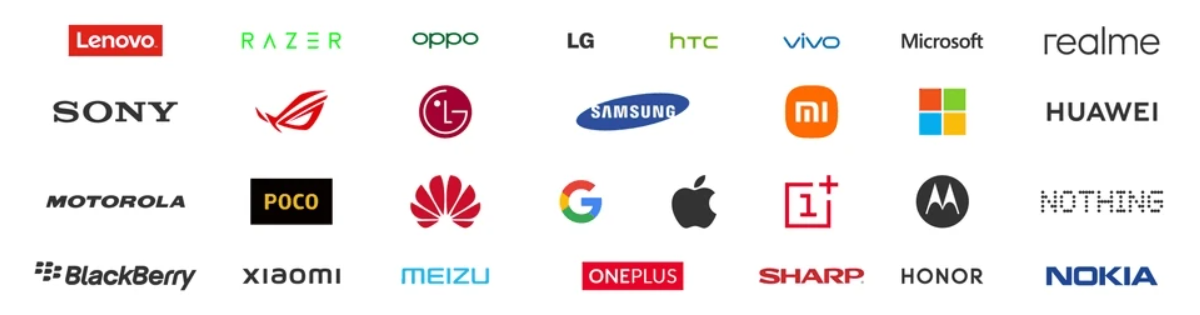 Lenovo RAZER oppo LG hTC vivo Microsoft realme
SONY LG SAMSUNG mi HUAWEI
MOTOROLA POCO G 1+ M NOTHING
BlackBerry xiaomi MEIZU ONEPLUS SHARP HONOR NOKIA